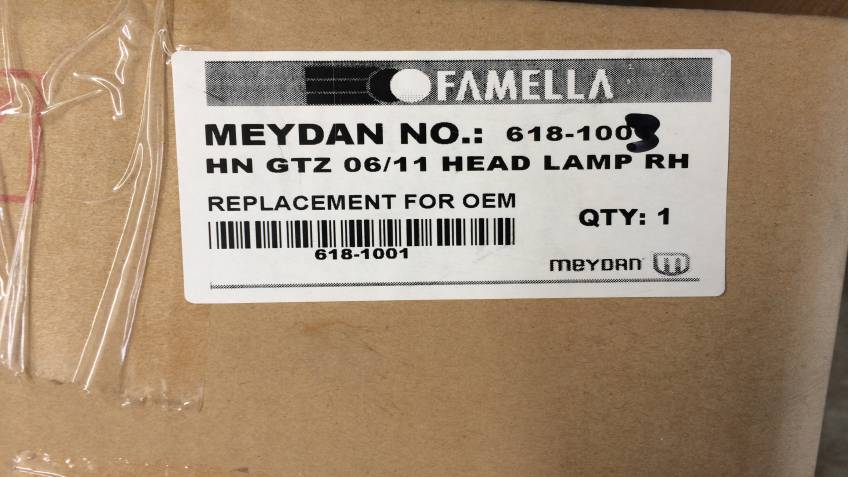 FAMELLA
MEYDAN NO.: 618-1003
HN GTZ 06/11 HEAD LAMP RH
REPLACEMENT FOR OEM
QTY: 1
618-1001
MEYDAN